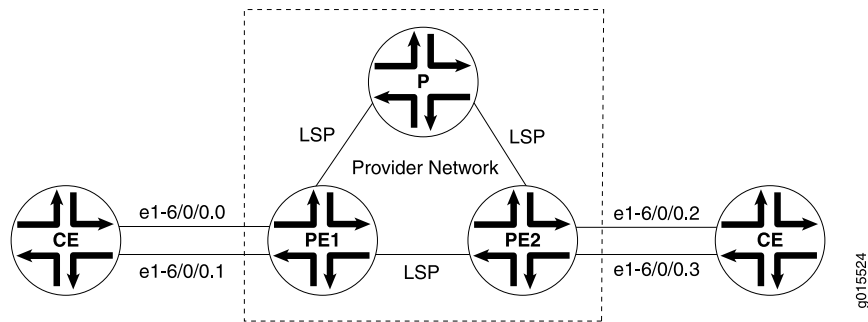 P
LSP
LSP
Provider Network
e1-6/0/0.0
e1-6/0/0.2
CE
PE1
PE2
CE
e1-6/0/0.1
LSP
e1-6/0/0.3
g015524